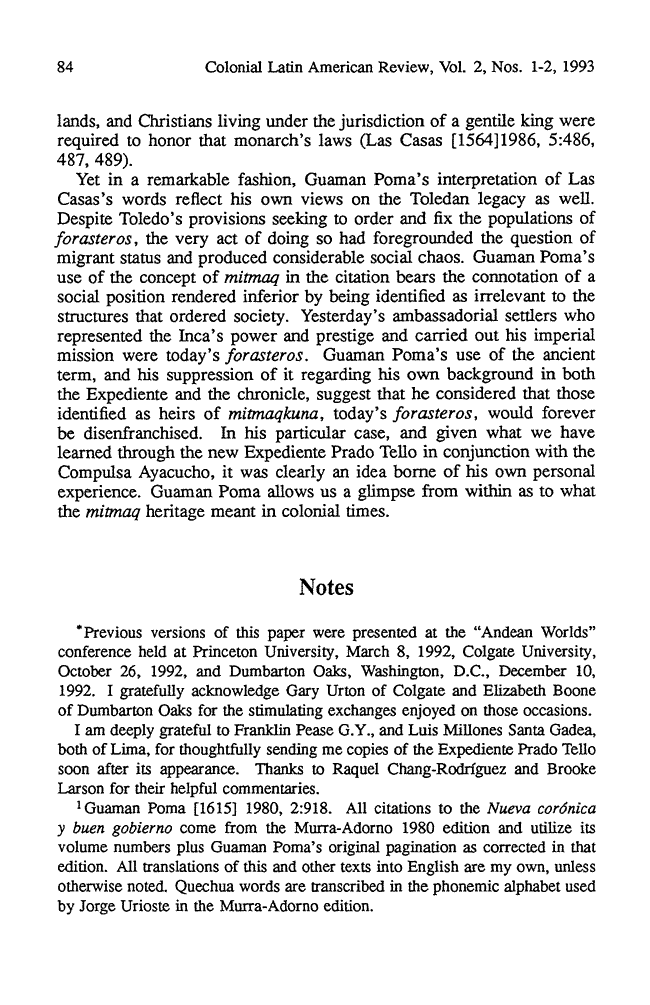 84 Colonial Latin American Review, Vol. 2, Nos. 1-2, 1993
lands, and Christians living under the jurisdiction of a gentile king were
required to honor that monarch's laws (Las Casas [1564]1986, 5:486,
487, 489).
Yet in a remarkable fashion, Guaman Poma's interpretation of Las
Casas's words reflect his own views on the Toledan legacy as well.
Despite Toledo's provisions seeking to order and fix the populations of
forasteros, the very act of doing so had foregrounded the question of
migrant status and produced considerable social chaos. Guaman Poma's
use of the concept of mitmaq in the citation bears the connotation of a
social position rendered inferior by being identified as irrelevant to the
structures that ordered society. Yesterday's ambassadorial settlers who
represented the Inca's power and prestige and carried out his imperial
mission were today's forasteros. Guaman Poma's use of the ancient
term, and his suppression of it regarding his own background in both
the Expediente and the chronicle, suggest that he considered that those
identified as heirs of mitmaqkuna, today's forasteros, would forever
be disenfranchised. In his particular case, and given what we have
learned through the new Expediente Prado Tello in conjunction with the
Compulsa Ayacucho, it was clearly an idea borne of his own personal
experience. Guaman Poma allows us a glimpse from within as to what
the mitmaq heritage meant in colonial times.
Notes
*Previous versions of this paper were presented at the "Andean Worlds"
conference held at Princeton University, March 8, 1992, Colgate University,
October 26, 1992, and Dumbarton Oaks, Washington, D.C., December 10,
1992. I gratefully acknowledge Gary Urton of Colgate and Elizabeth Boone
of Dumbarton Oaks for the stimulating exchanges enjoyed on those occasions.
I am deeply grateful to Franklin Pease G.Y., and Luis Millones Santa Gadea,
both of Lima, for thoughtfully sending me copies of the Expediente Prado Tello
soon after its appearance. Thanks to Raquel Chang-Rodríguez and Brooke
Larson for their helpful commentaries.
1 Guaman Poma [1615] 1980, 2:918. All citations to the Nueva corónica
y buen gobierno come from the Murra-Adorno 1980 edition and utilize its
volume numbers plus Guaman Poma's original pagination as corrected in that
edition. All translations of this and other texts into English are my own, unless
otherwise noted. Quechua words are transcribed in the phonemic alphabet used
by Jorge Urioste in the Murra-Adorno edition.